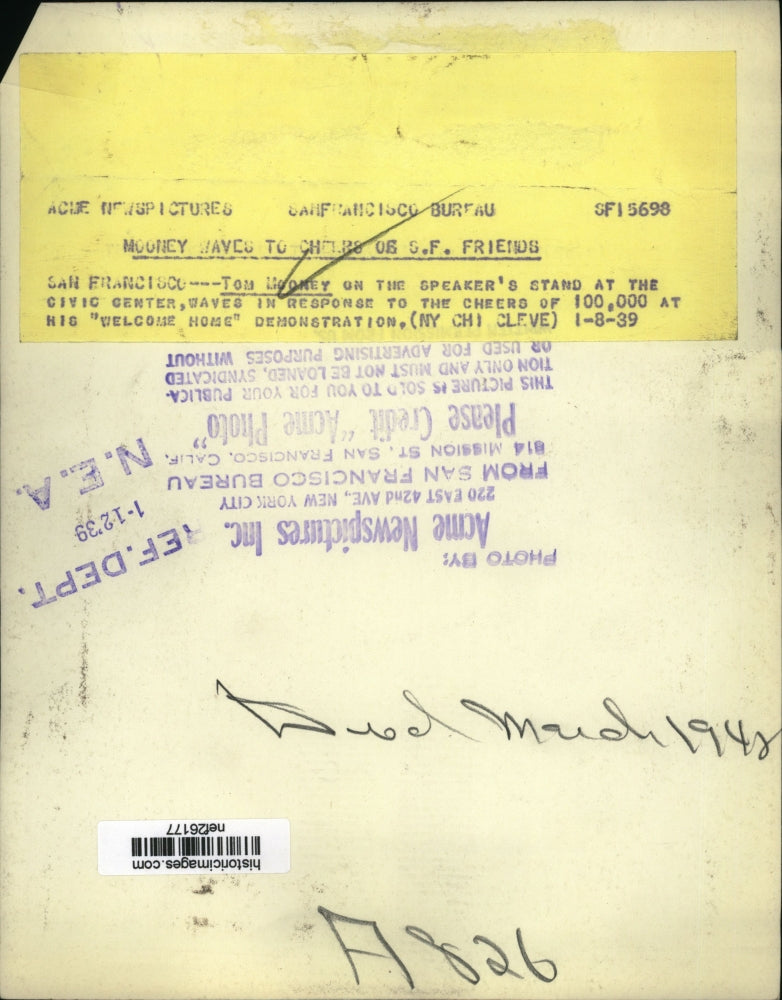 ACME NEWSPICTURES SANFRANCISCO BUREAU SF15698
MOONEY WAVES TO CHEERS OF S.F. FRIENDS
SAN FRANCISCO---TOM MOONEY ON THE SPEAKER'S STAND AT THE
CIVIC CENTER, WAVES IN RESPONSE TO THE CHEERS OF 100,000 AT
HIS "WELCOME HOME" DEMONSTRATION. (NY CHI CLEVE) 1-8-39
PHOTO BY:
Acme Newspictures Inc.
220 EAST 42nd AVE, NEW YORK CITY
FROM SAN FRANCISCO BUREAU
814 MISSION ST. SAN FRANCISCO, CALIF.
Please Credit "Acme Photo"
THIS PICTURE IS SOLD TO YOU FOR YOUR PUBLICA-
TION ONLY AND MUST NOT BE LOANED, SYNDICATED
OR USED FOR ADVERTISING PURPOSES WITHOUT
REF. DEPT.
1-12'39
N.E.A.
Died March 1942
historicimages.com
nef26177
A826